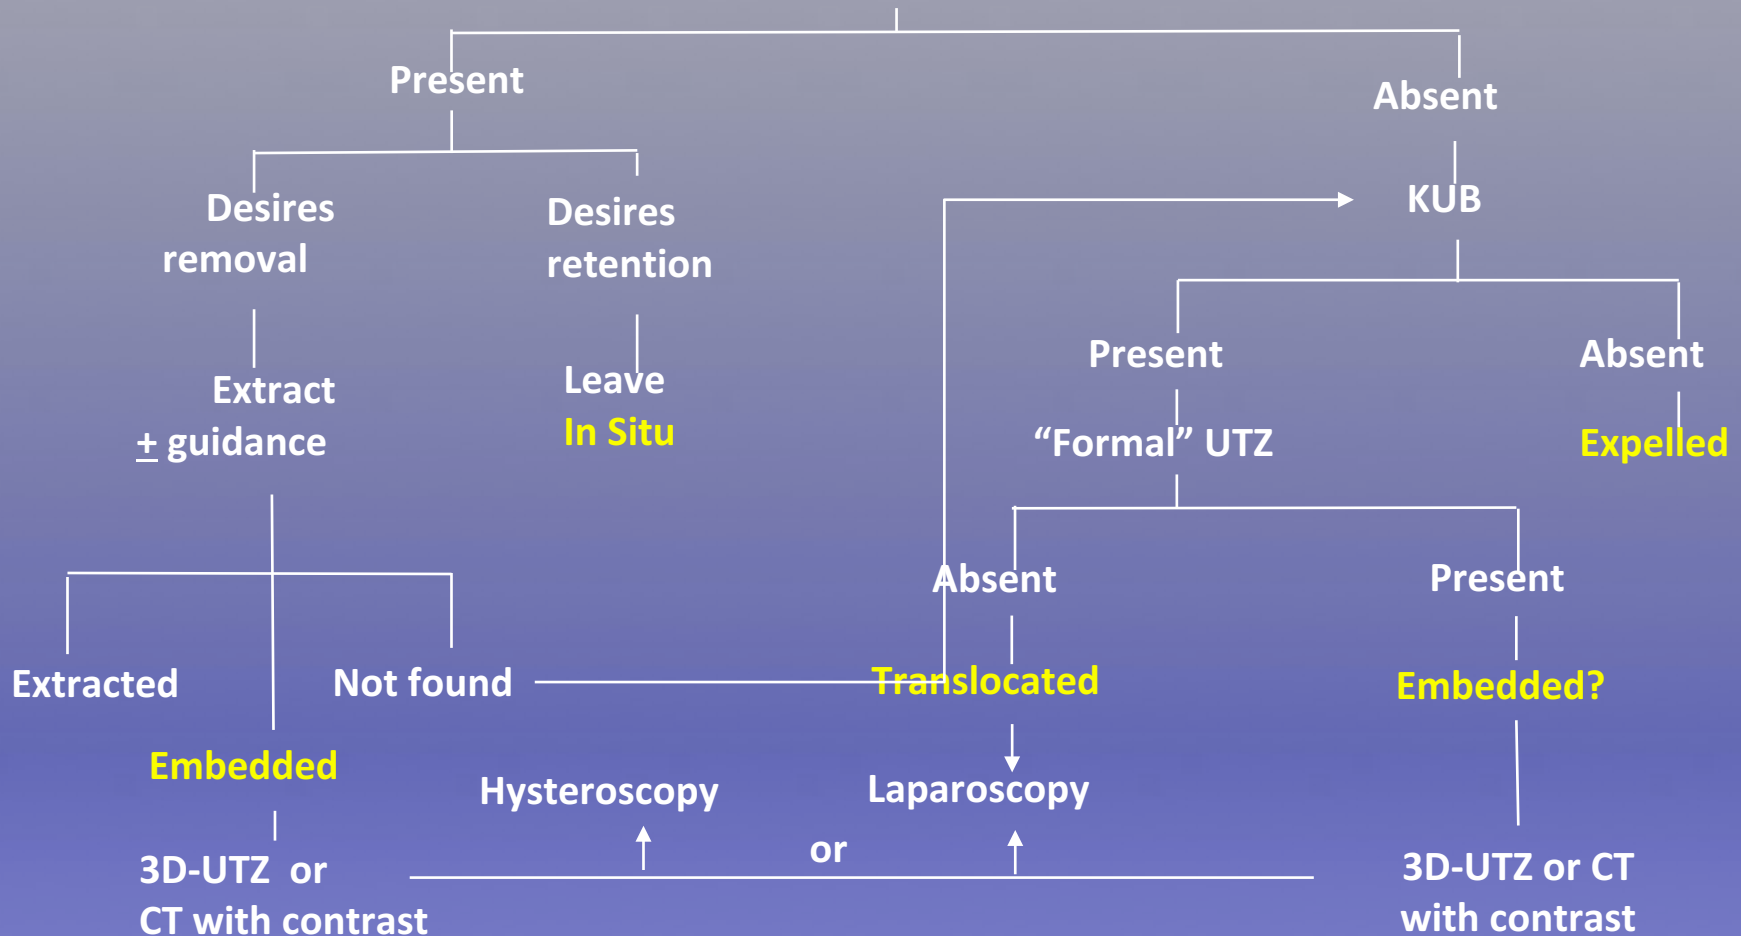 Present
Absent
Desires
removal
Desires
retention
KUB
Extract
± guidance
Leave
In Situ
Present
Absent
“Formal” UTZ
Expelled
Absent
Present
Extracted
Not found
Translocated
Embedded?
Embedded
Hysteroscopy
Laparoscopy
or
3D-UTZ or
CT with contrast
3D-UTZ or CT
with contrast